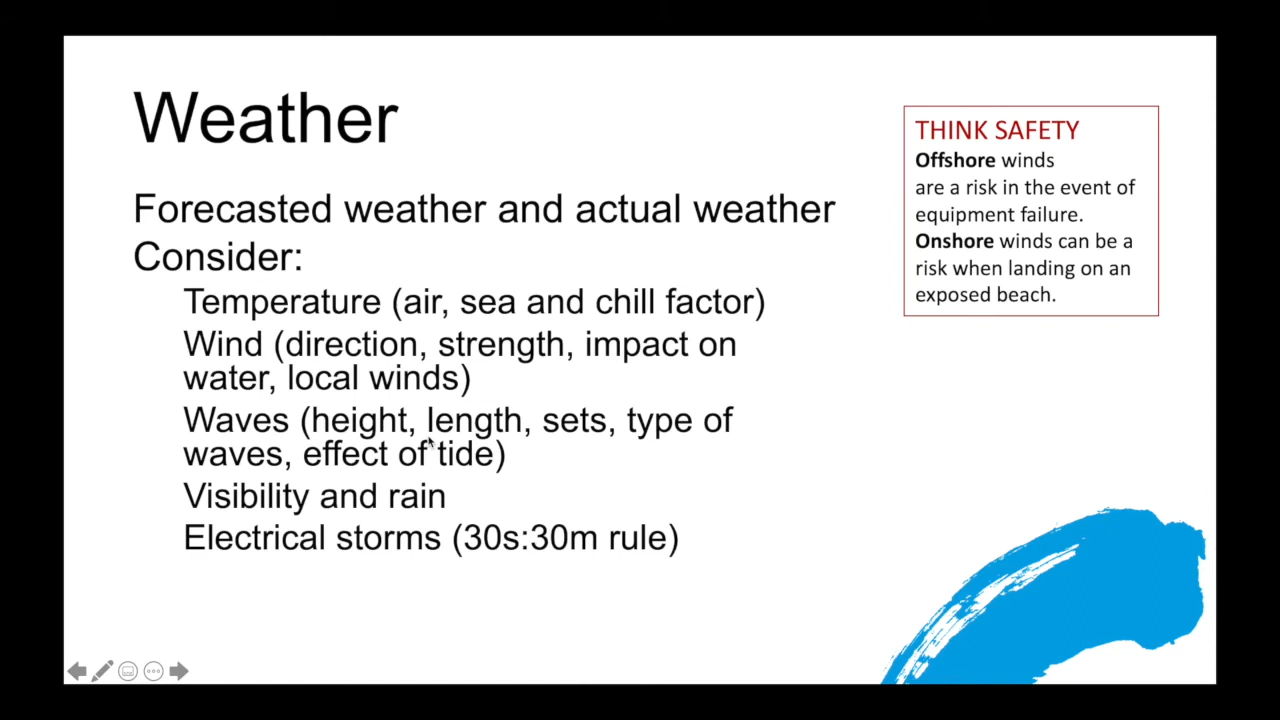 Weather
Forecasted weather and actual weather
Consider:
Temperature (air, sea and chill factor)
Wind (direction, strength, impact on
water, local winds)
Waves (height, length, sets, type of
waves, effect of tide)
Visibility and rain
Electrical storms (30s:30m rule)
THINK SAFETY
Offshore winds
are a risk in the event of
equipment failure.
Onshore winds can be a
risk when landing on an
exposed beach.